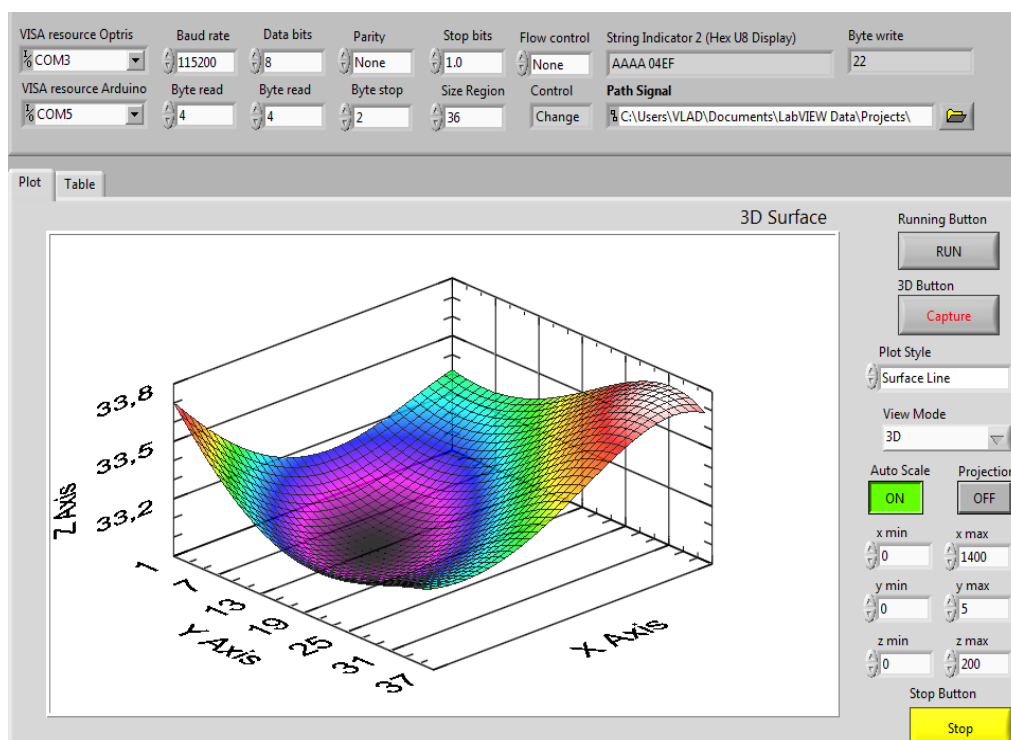 VISA resource Optris Baud rate Data bits Parity Stop bits Flow control String Indicator 2 (Hex U8 Display) Byte write
COM3 115200 8 None 1.0 None AAAA 04EF 22
VISA resource Arduino Byte read Byte read Byte stop Size Region Control Path Signal
COM5 4 4 2 36 Change C:\Users\VLAD\Documents\LabVIEW Data\Projects\
Plot Table
3D Surface
33,8
33,5
33,2
Z Axis
1
7
13
19
25
31
37
Y Axis
X Axis
Running Button
RUN
3D Button
Capture
Plot Style
Surface Line
View Mode
3D
Auto Scale Projection
ON OFF
x min x max
0 1400
y min y max
0 5
z min z max
0 200
Stop Button
Stop